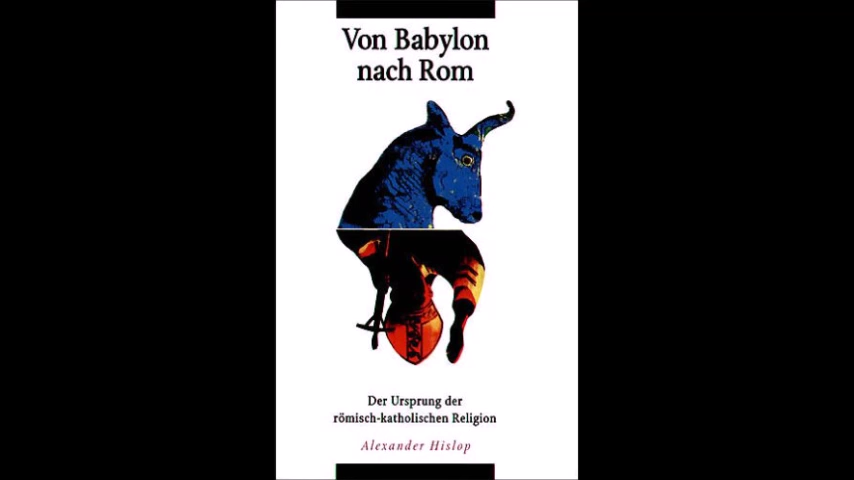 Von Babylon
nach Rom
Der Ursprung der
römisch-katholischen Religion
Alexander Hislop